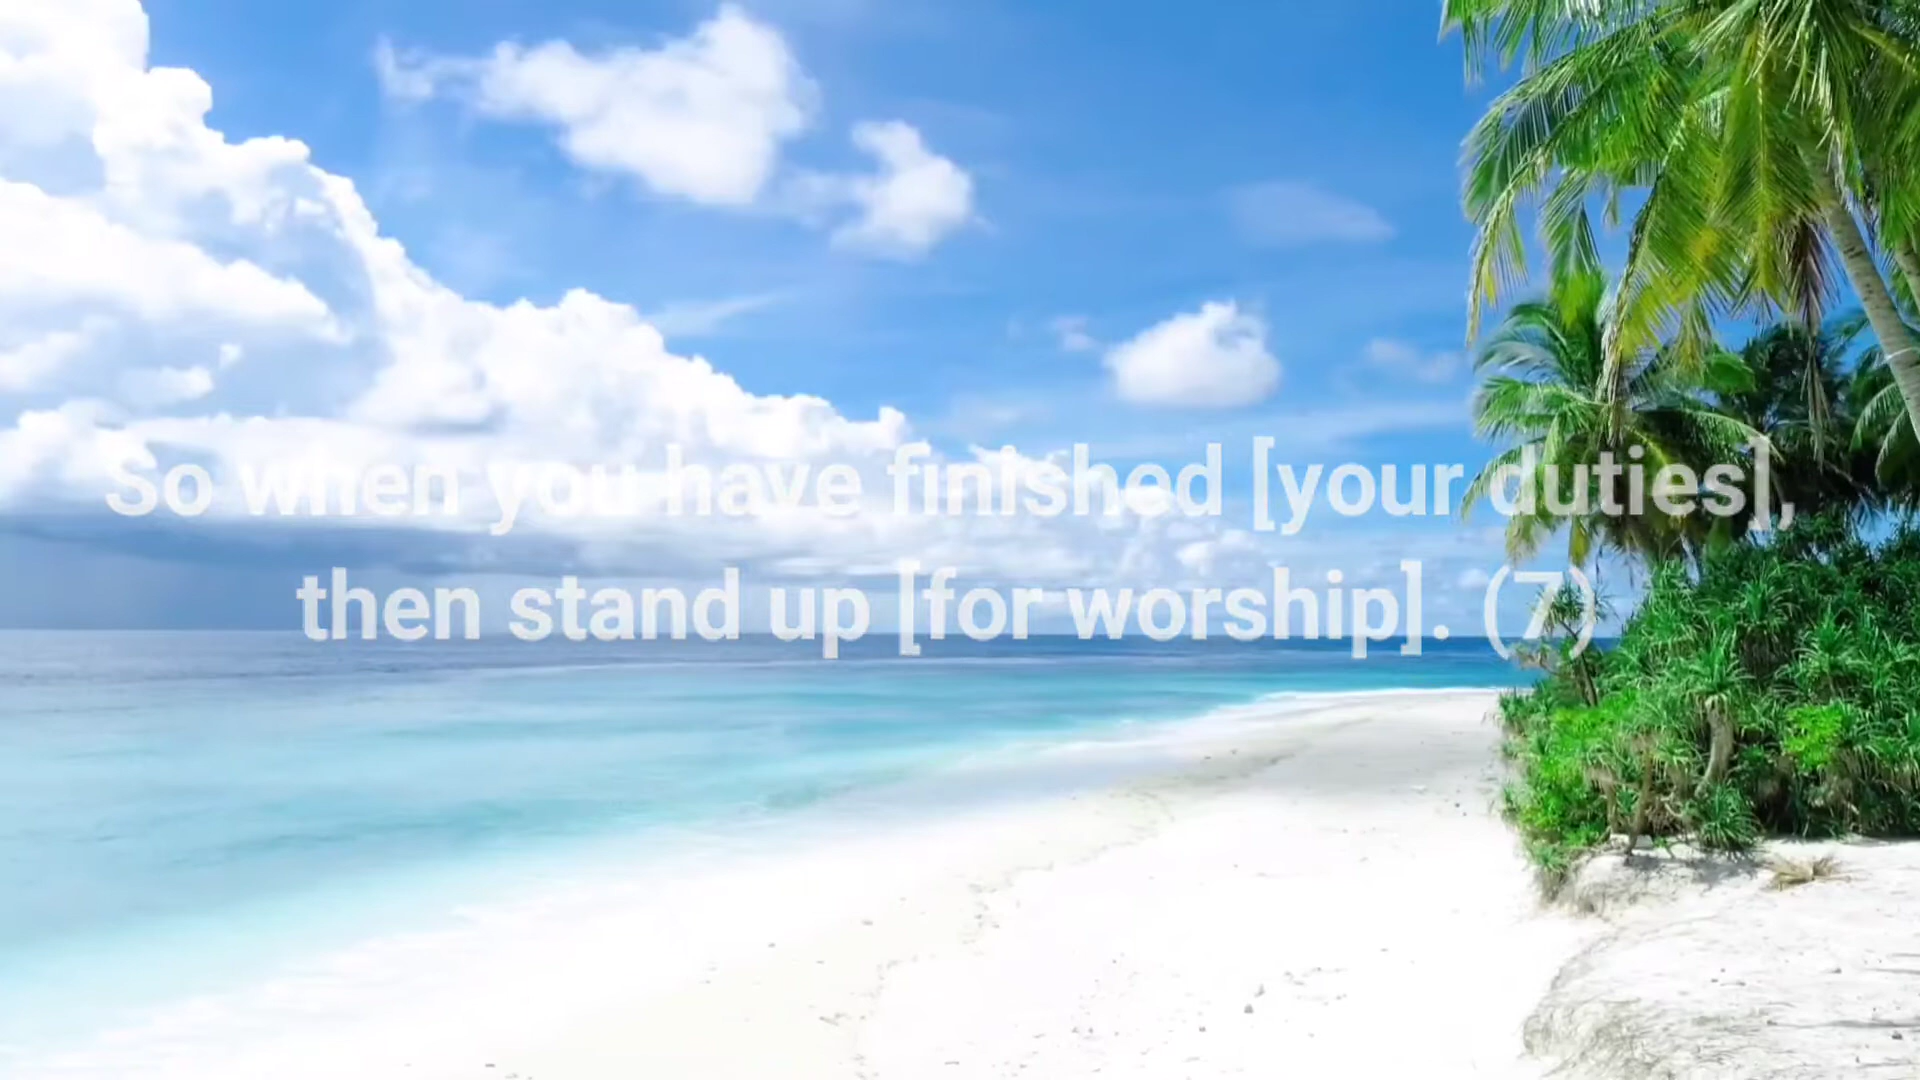 So when you have finished [your duties],
then stand up [for worship]. (7)